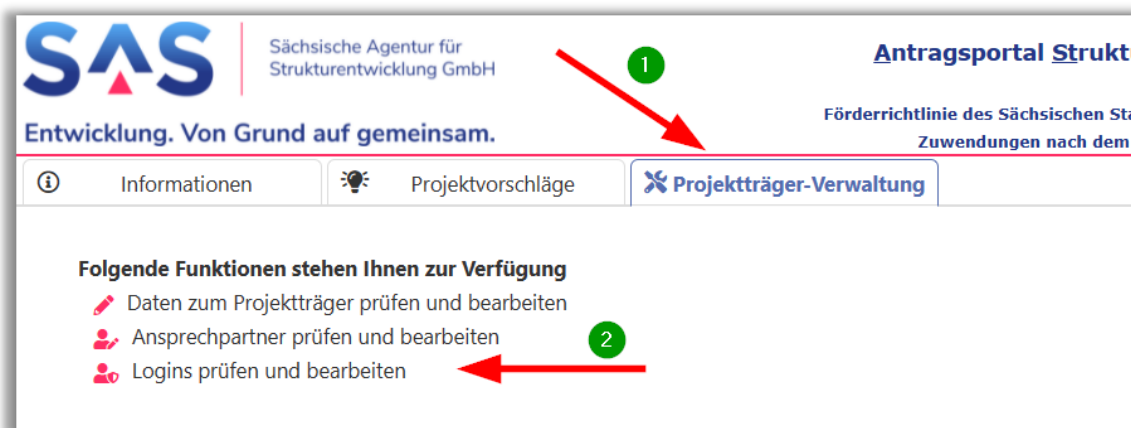 SAS
Sächsische Agentur für
Strukturentwicklung GmbH
Entwicklung. Von Grund auf gemeinsam.
1
Antragsportal
Förderrichtlinie des Sächsischen
Zuwendungen nach dem
Informationen
Projektvorschläge
Projektträger-Verwaltung
Folgende Funktionen stehen Ihnen zur Verfügung
Daten zum Projektträger prüfen und bearbeiten
Ansprechpartner prüfen und bearbeiten
2
Logins prüfen und bearbeiten